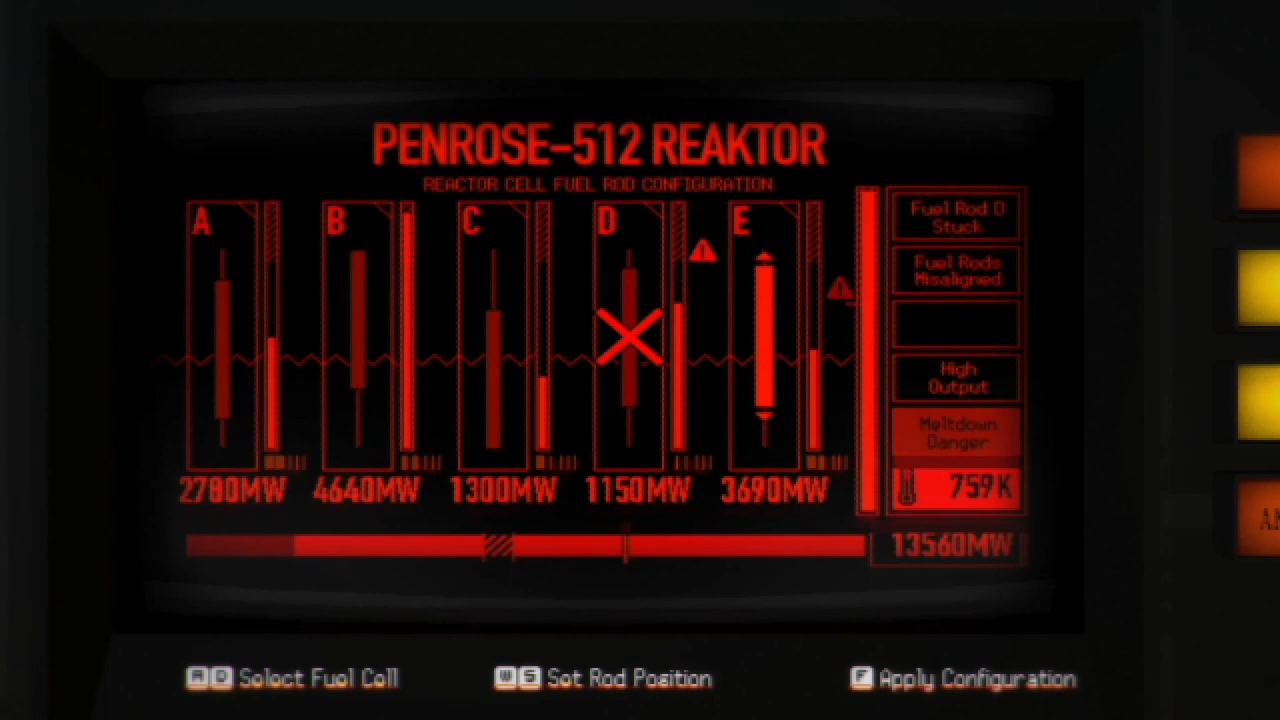 PENROSE-512 REAKTOR
REACTOR CELL FUEL ROD CONFIGURATION
A B C D E
Fuel Rod D
Stuck
Fuel Rods
Misaligned
High
Output
Meltdown
Danger
759K
2780MW 4640MW 1300MW 1150MW 3690MW
13560MW
A D Select Fuel Cell W S Set Rod Position F Apply Configuration